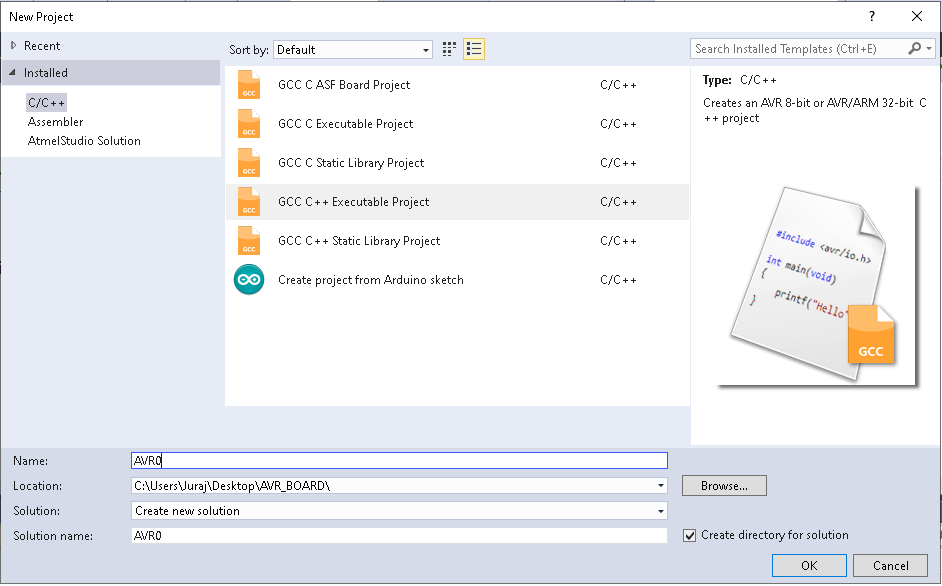 New Project
?
Recent
Installed
C/C++
Assembler
AtmelStudio Solution
Sort by: Default
GCC C ASF Board Project C/C++
GCC C Executable Project C/C++
GCC C Static Library Project C/C++
GCC C++ Executable Project C/C++
GCC C++ Static Library Project C/C++
Create project from Arduino sketch C/C++
GCC
GCC
GCC
GCC
GCC
Search Installed Templates (Ctrl+E)
Type: C/C++
Creates an AVR 8-bit or AVR/ARM 32-bit C
++ project
#include <avr/io.h>
int main(void)
{
printf("Hello"
}
GCC
Name: AVR0
Location: C:\Users\Juraj\Desktop\AVR_BOARD\
Browse...
Solution: Create new solution
Solution name: AVR0
Create directory for solution
OK
Cancel